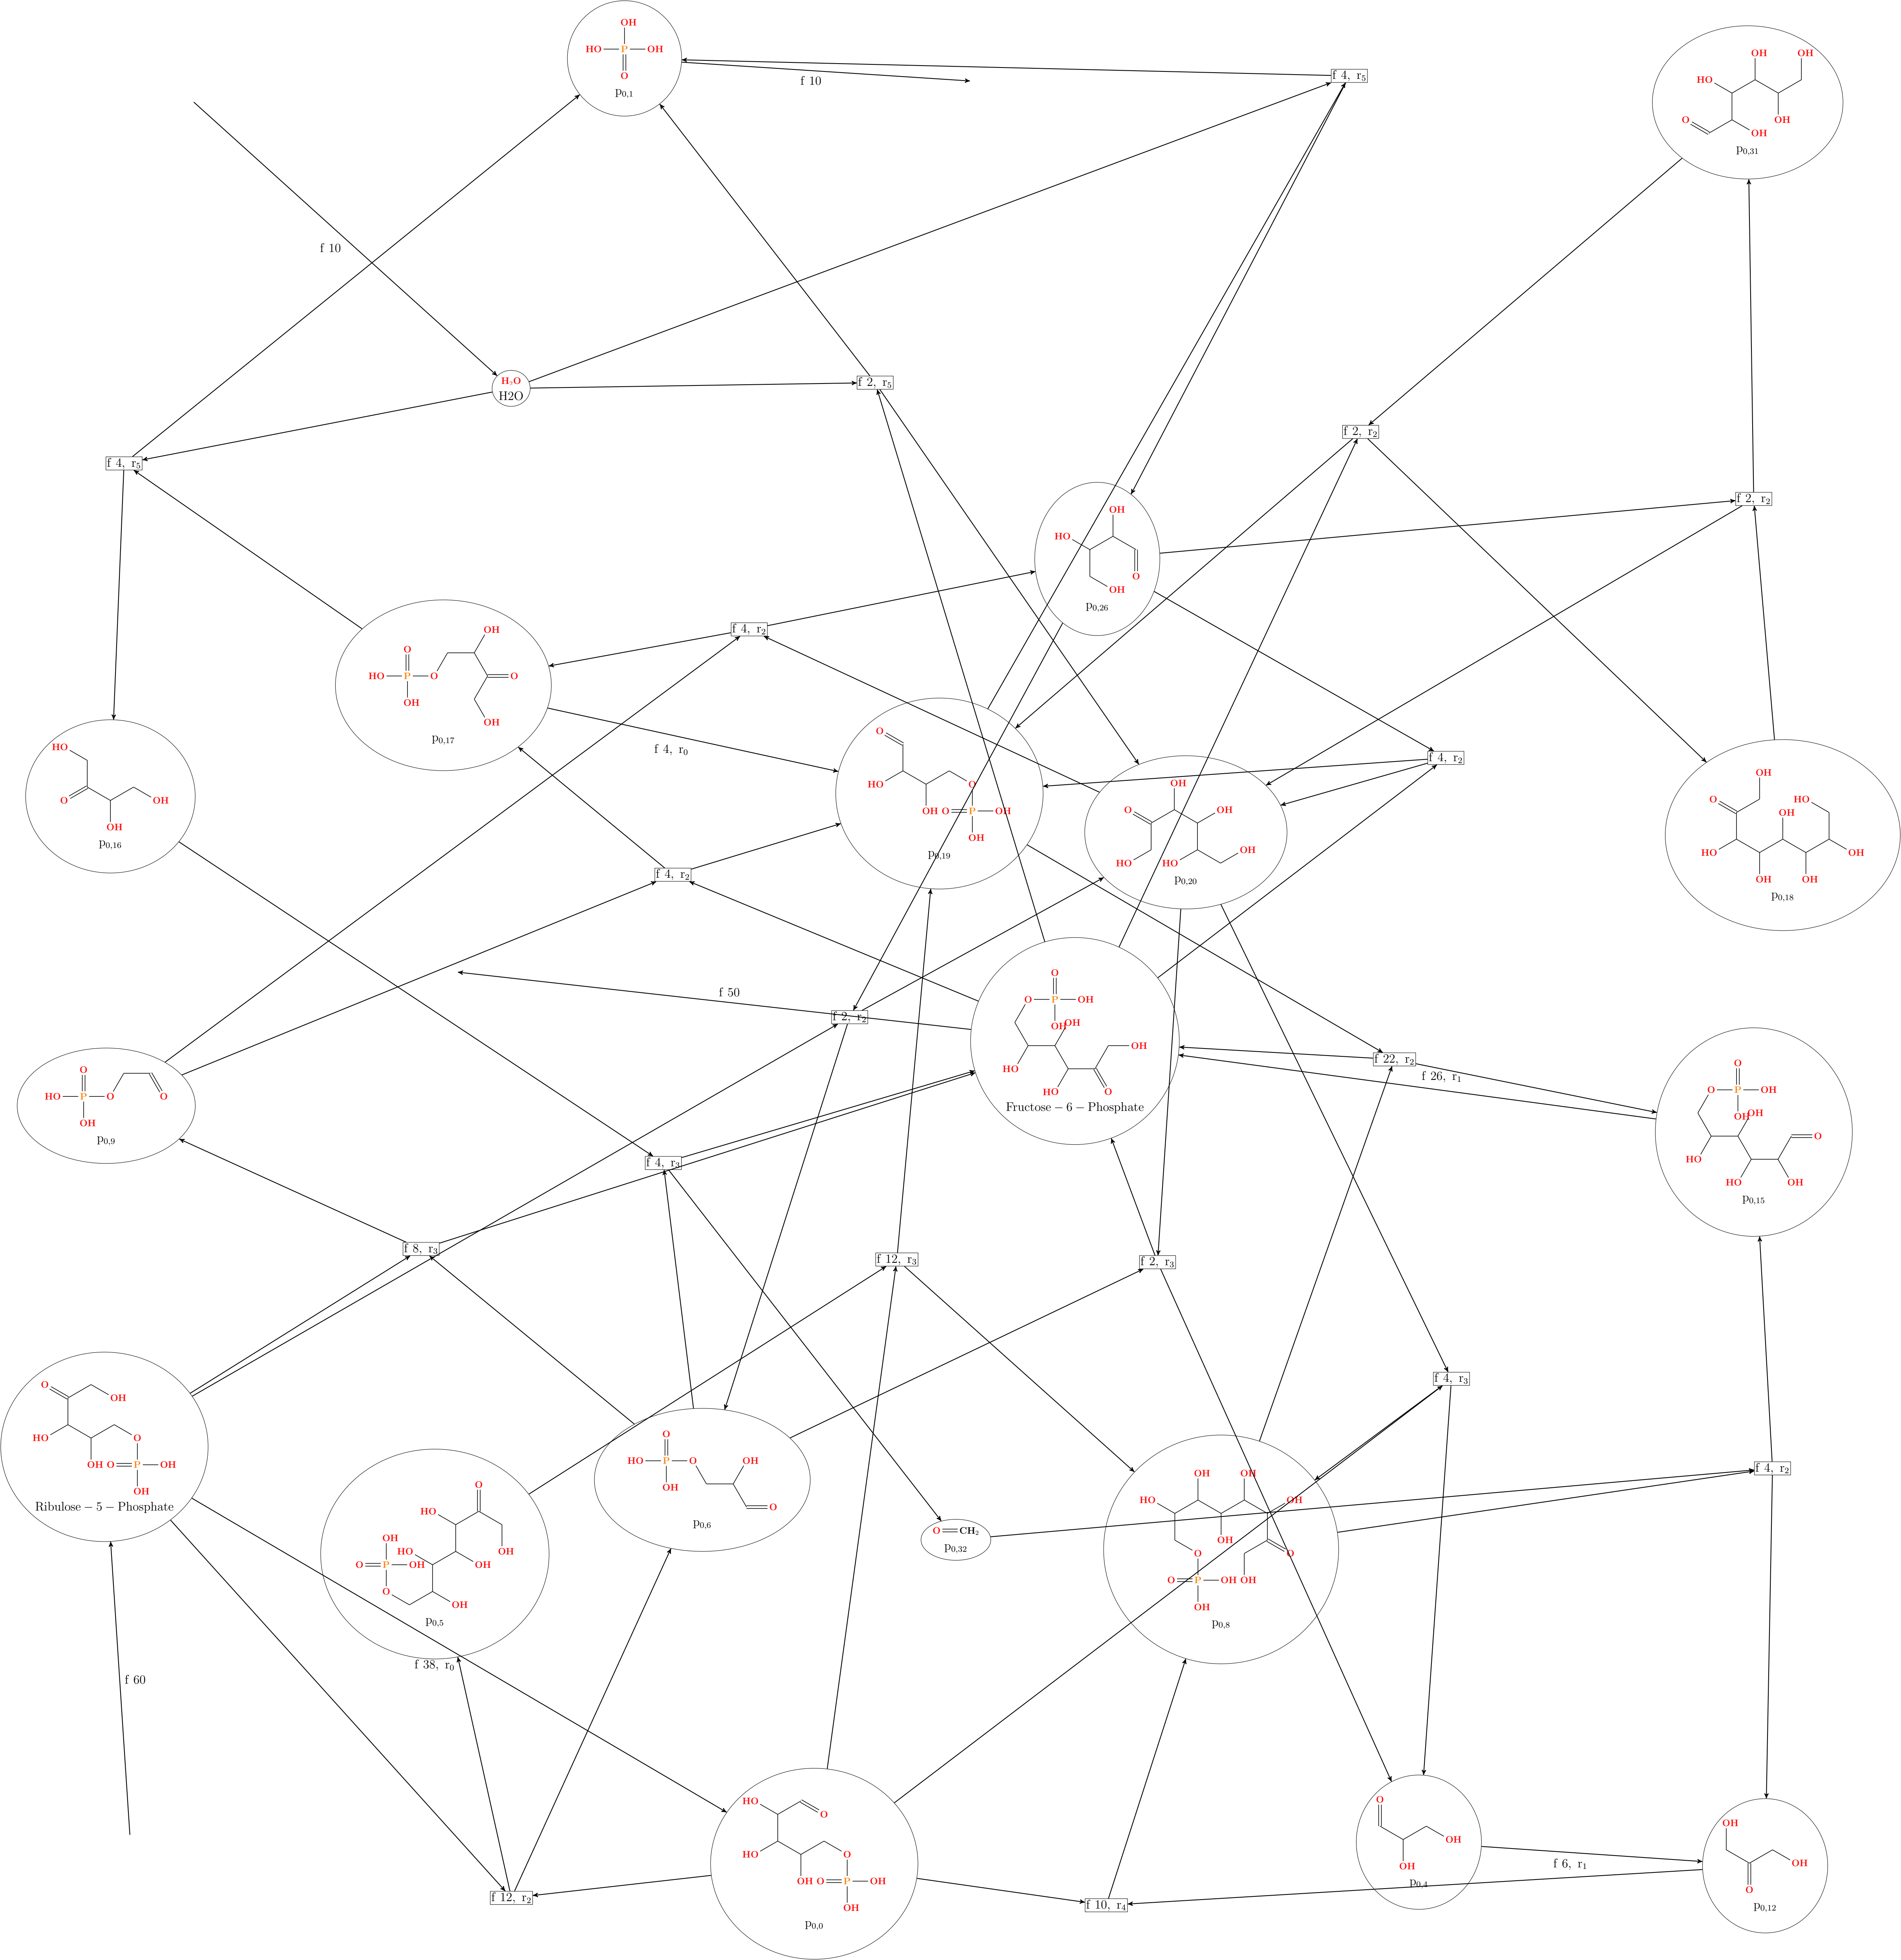 OH
HO P OH
O
p0,1
f 10
f 4, r5
OH OH
HO
O OH
OH
p0,31
f 10
H2O
H2O
f 2, r5
f 2, r2
f 4, r5
f 2, r2
OH
HO
O
OH
p0,26
f 4, r2
OH
O
HO P O O
OH
OH
p0,17
f 4, r0
HO
O OH
OH
p0,16
O
HO O
OH O P OH
OH
p0,19
OH
O OH
HO HO OH
p0,20
f 4, r2
OH
O HO
OH
HO OH
OH OH
p0,18
f 4, r2
f 50
f 2, r2
O
O P OH
OH OH
OH
HO
HO O
Fructose − 6 − Phosphate
f 22, r2
f 26, r1
O
O P OH
OH OH
O
HO
HO OH
p0,15
O
HO P O O
OH
p0,9
f 4, r3
f 8, r3
f 12, r3
f 2, r3
f 4, r3
O
OH
HO O
OH O P OH
OH
Ribulose − 5 − Phosphate
O
HO
OH HO OH
O P OH OH
O OH
p0,5
f 38, r0
O
HO P O OH
OH
O
p0,6
O CH2
p0,32
OH OH
HO OH
OH
O O
O P OH OH
OH
p0,8
f 4, r2
f 60
HO
O
HO O
OH O P OH
OH
p0,0
f 12, r2
f 10, r4
O
OH
OH
p0,4
f 6, r1
OH
OH
O
p0,12